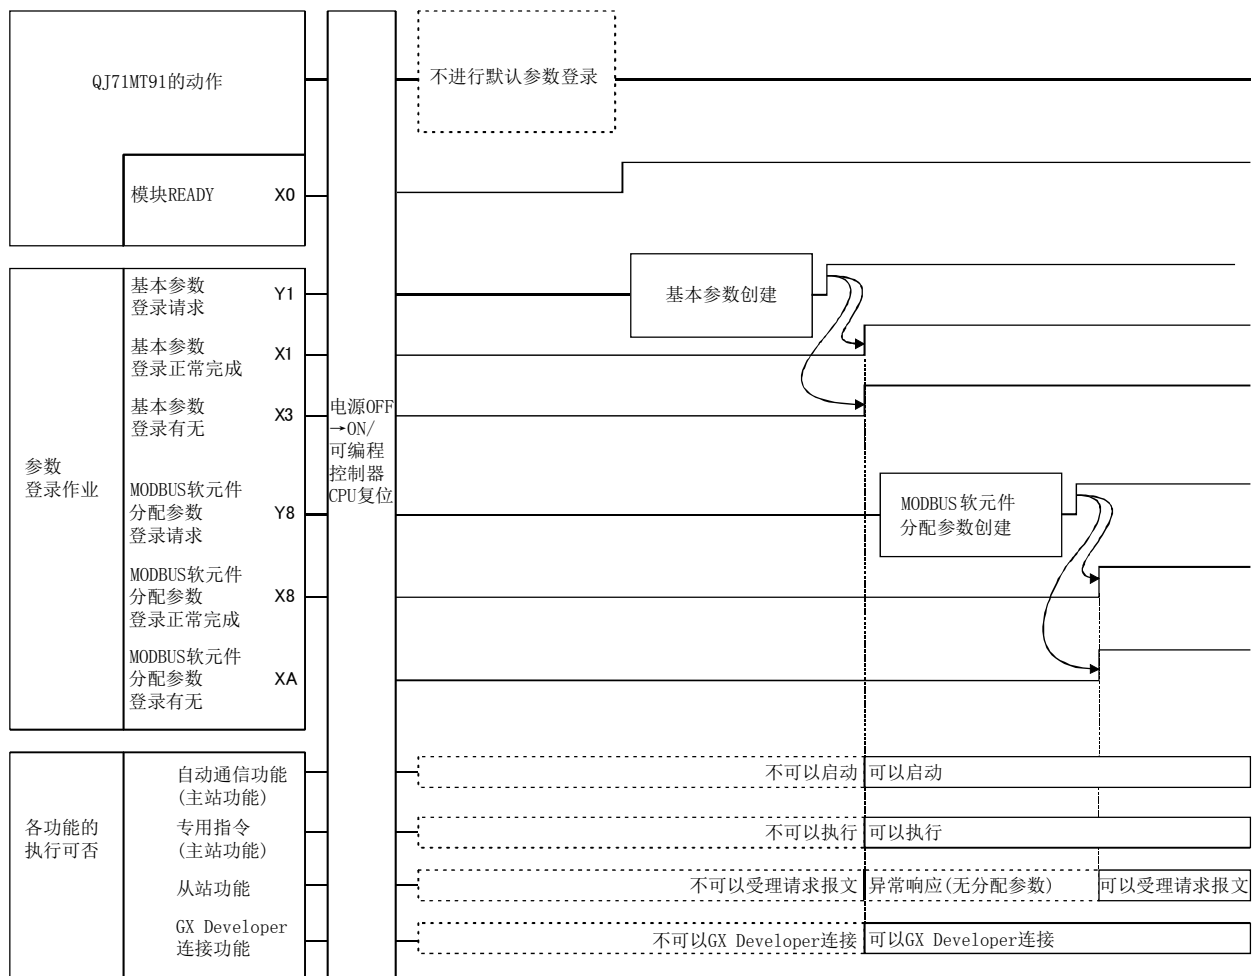 QJ71MT91的动作
不进行默认参数登录
模块READY X0
基本参数
登录请求
Y1
基本参数创建
基本参数
登录正常完成
X1
基本参数
登录有无
X3
电源OFF
→ON/
可编程
控制器
CPU复位
参数
登录作业
MODBUS软元件
分配参数
登录请求
Y8
MODBUS软元件
分配参数创建
MODBUS软元件
分配参数
登录正常完成
X8
MODBUS软元件
分配参数
登录有无
XA
各功能的
执行可否
自动通信功能
(主站功能)
不可以启动 可以启动
专用指令
(主站功能)
不可以执行 可以执行
从站功能
不可以受理请求报文 异常响应(无分配参数) 可以受理请求报文
GX Developer
连接功能
不可以GX Developer连接 可以GX Developer连接